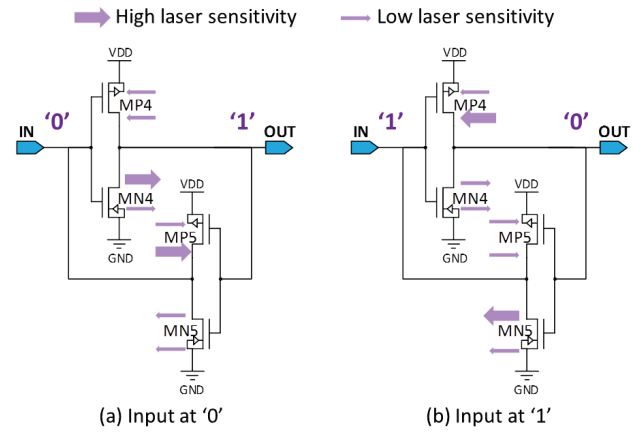 High laser sensitivity
Low laser sensitivity
VDD
MP4
‘0’
‘1’
IN
OUT
MN4
VDD
GND
MP5
MN5
GND
(a) Input at ‘0’
VDD
MP4
‘1’
‘0’
IN
OUT
MN4
VDD
GND
MP5
MN5
GND
(b) Input at ‘1’